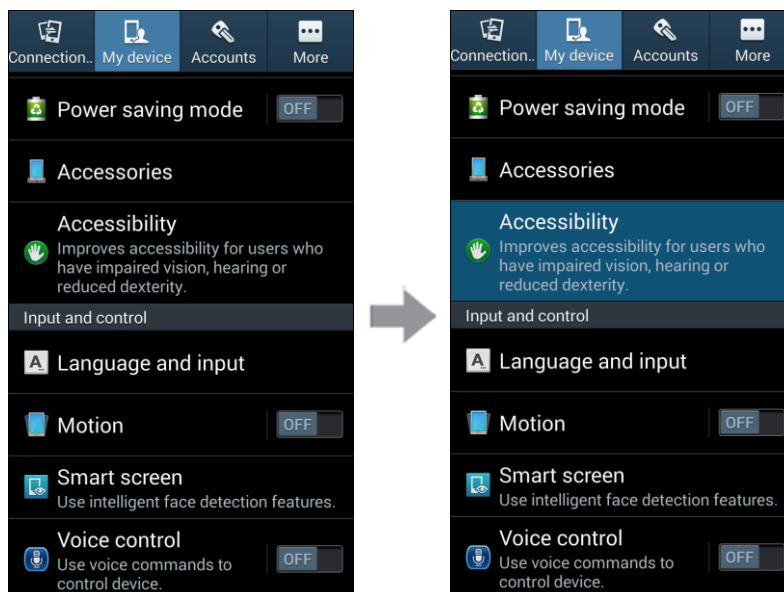 Connection..
My device
Accounts
More
Power saving mode
OFF
Accessories
Accessibility
Improves accessibility for users who
have impaired vision, hearing or
reduced dexterity.
Input and control
A
Language and input
Motion
OFF
Smart screen
Use intelligent face detection features.
Voice control
Use voice commands to
control device.
OFF
Connection..
My device
Accounts
More
Power saving mode
OFF
Accessories
Accessibility
Improves accessibility for users who
have impaired vision, hearing or
reduced dexterity.
Input and control
A
Language and input
Motion
OFF
Smart screen
Use intelligent face detection features.
Voice control
Use voice commands to
control device.
OFF